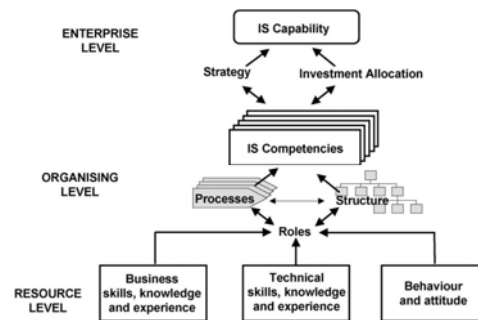 ENTERPRISE
LEVEL
IS Capability
Strategy
Investment Allocation
IS Competencies
ORGANISING
LEVEL
Processes
Structure
Roles
RESOURCE
LEVEL
Business
skills, knowledge
and experience
Technical
skills, knowledge
and experience
Behaviour
and attitude